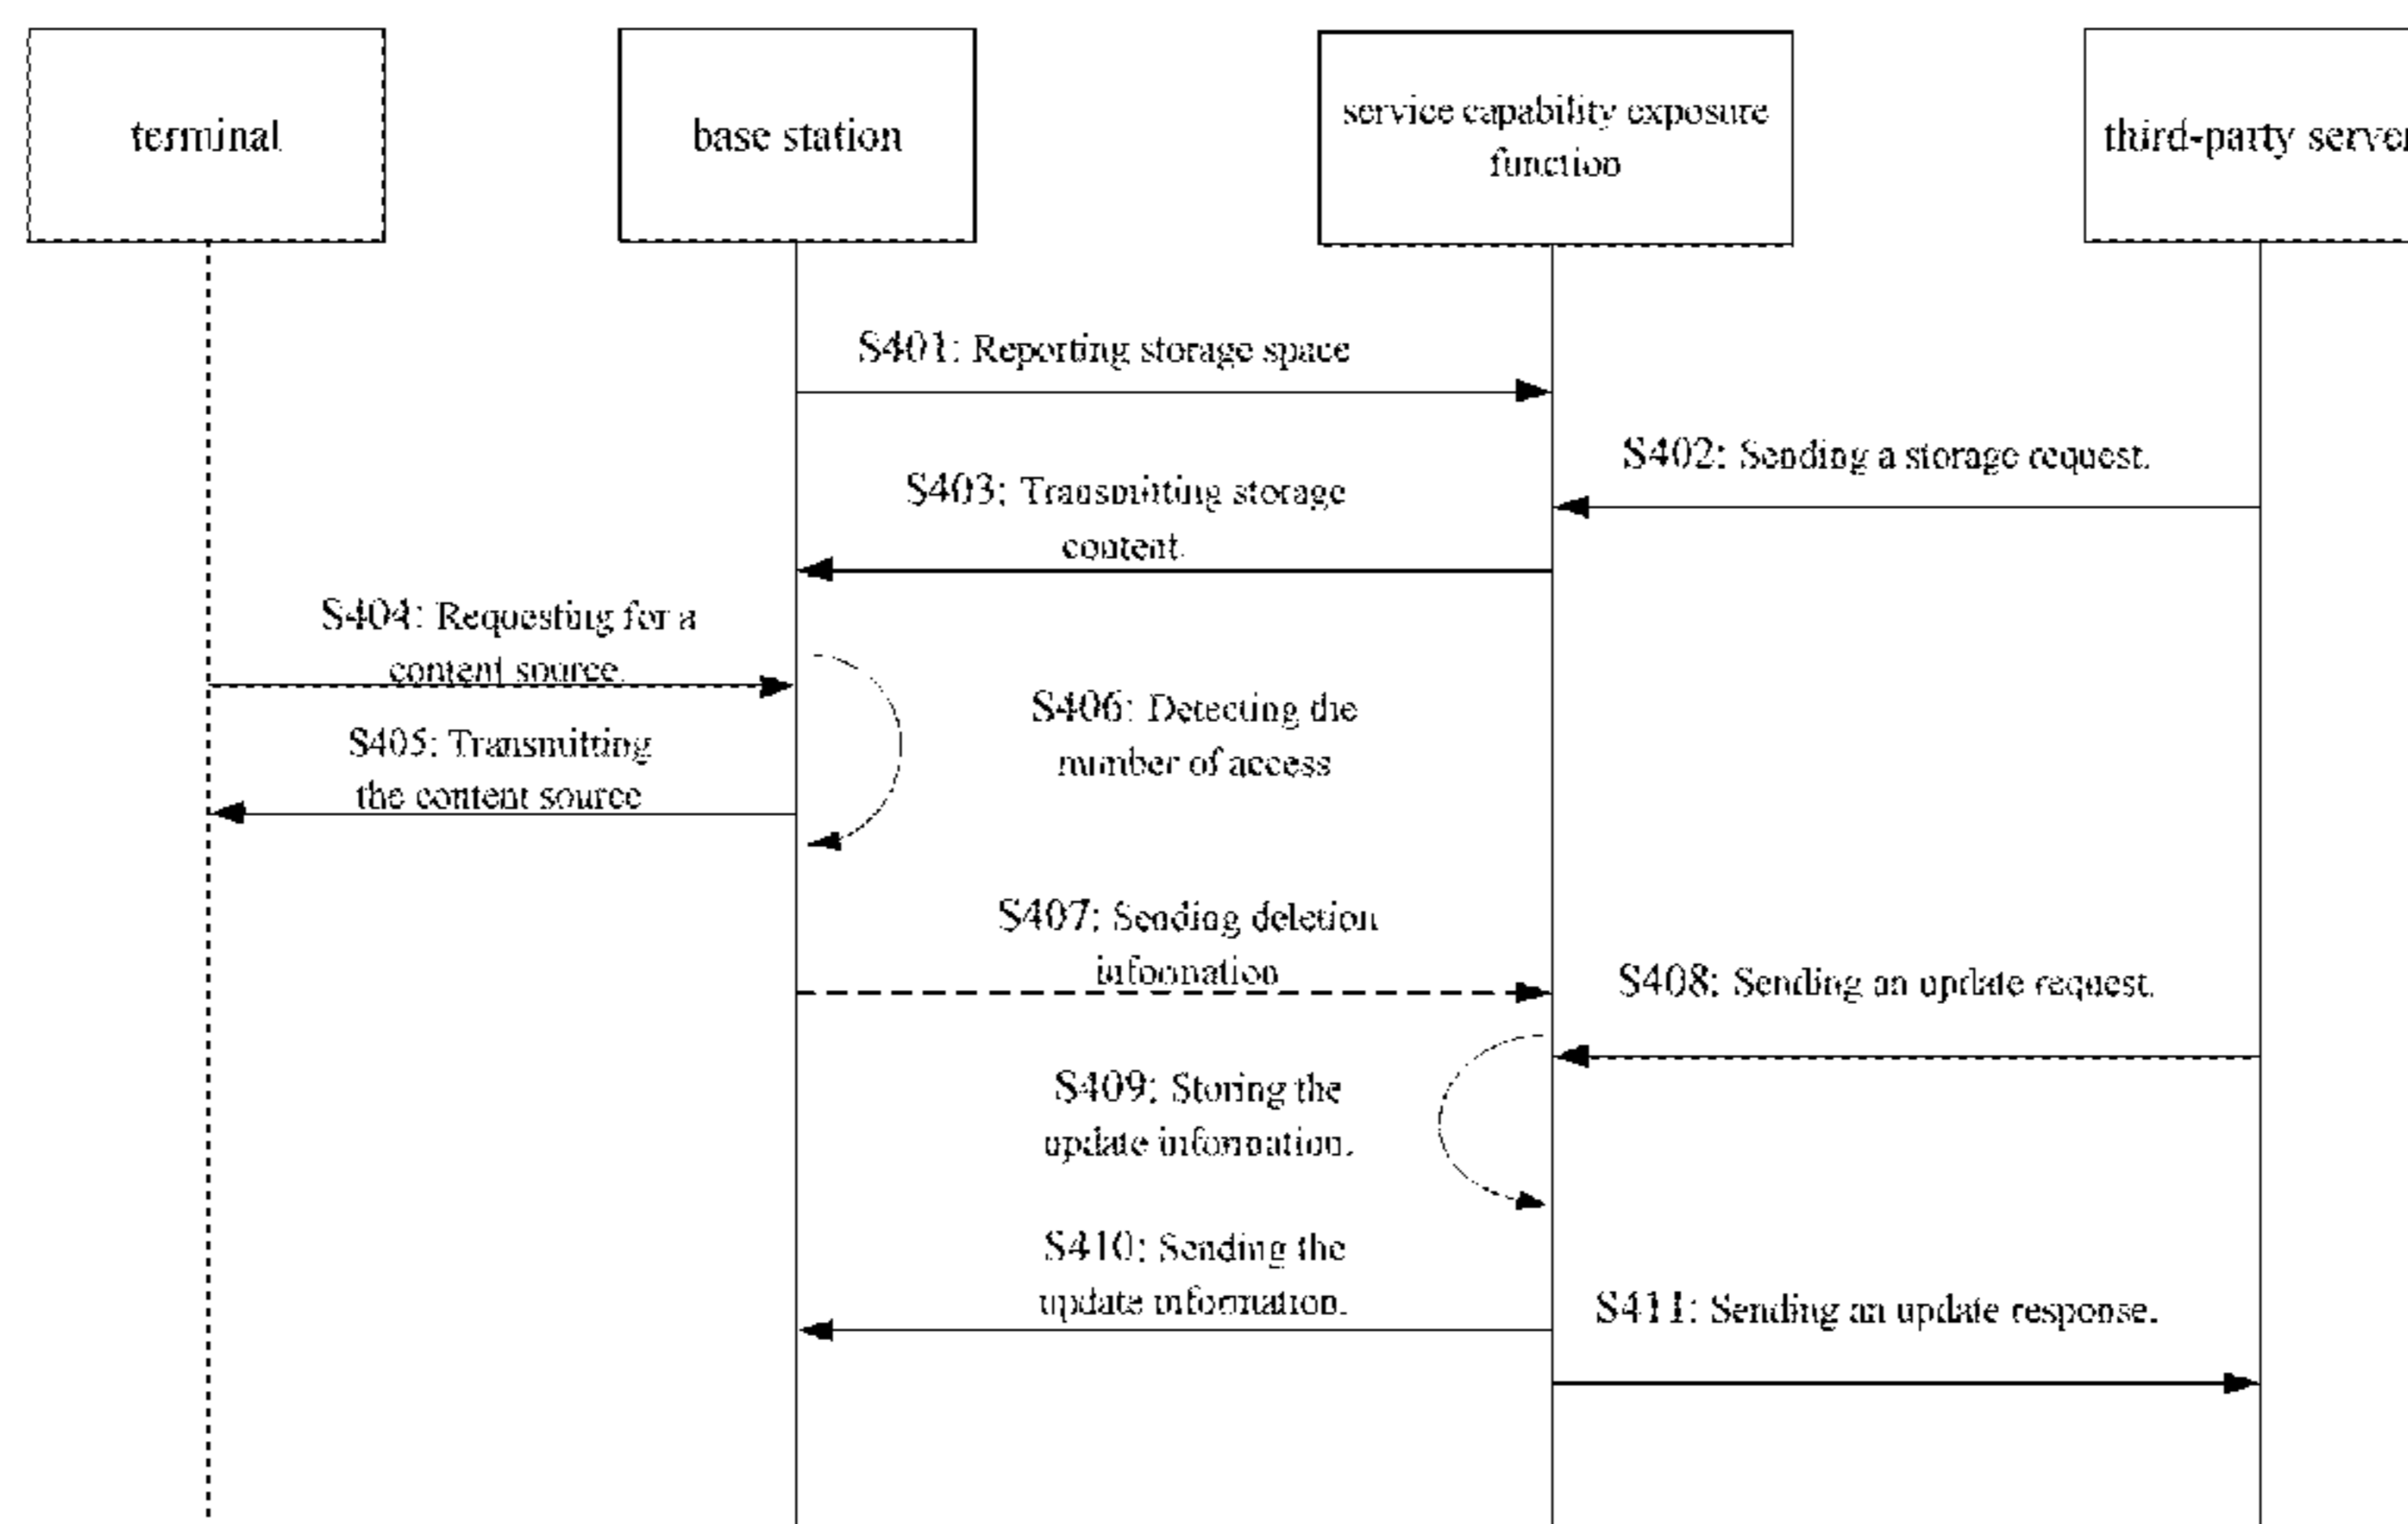 terminal
base station
service capability exposure
function
third-party server
S401: Reporting storage space
S402: Sending a storage request.
S403: Transmitting storage
content.
S404: Requesting for a
content source.
S405: Transmitting
the content source
S406: Detecting the
number of access
S407: Sending deletion
information
S408: Sending an update request.
S409: Storing the
update information.
S410: Sending the
update information.
S411: Sending an update response.